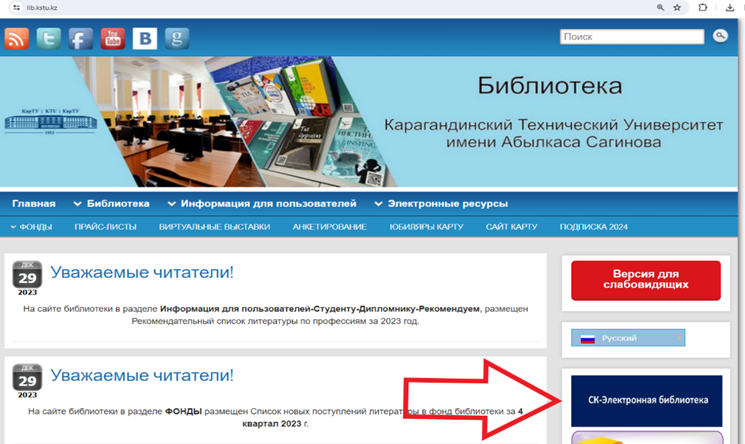 lib.kstu.kz
You Tube
B
g
Поиск
КарТУ | KTU | КарТУ
1953
Библиотека
Карагандинский Технический Университет
имени Абылкаса Сагинова
Главная Библиотека Информация для пользователей Электронные ресурсы
ФОНДЫ ПРАЙС-ЛИСТЫ ВИРТУАЛЬНЫЕ ВЫСТАВКИ АНКЕТИРОВАНИЕ ЮБИЛЯРЫ КАРТУ САЙТ КАРТУ ПОДПИСКА 2024
ДЕК
29
2023
Уважаемые читатели!
На сайте библиотеки в разделе Информация для пользователей-Студенту-Дипломнику-Рекомендуем, размещен
Рекомендательный список литературы по профессиям за 2023 год.
ДЕК
29
2023
Уважаемые читатели!
На сайте библиотеки в разделе ФОНДЫ размещен Список новых поступлений литературы в фонд библиотеки за 4
квартал 2023 г.
Версия для
слабовидящих
Русский
СК-Электронная библиотека